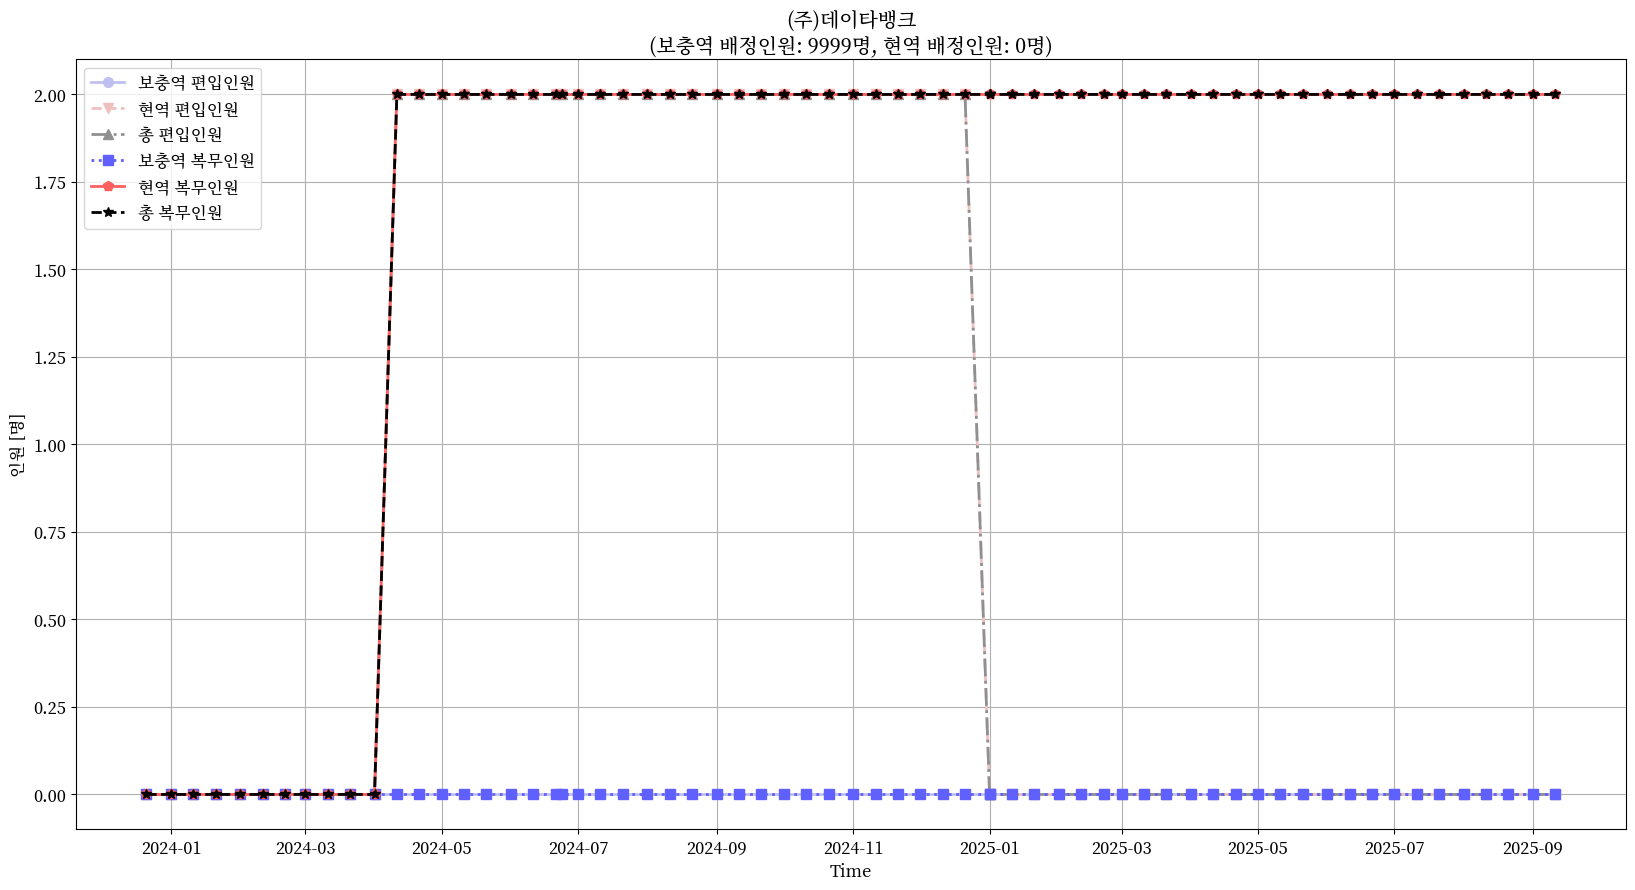 (주)데이타뱅크
(보충역 배정인원: 9999명, 현역 배정인원: 0명)
보충역 편입인원
현역 편입인원
총 편입인원
보충역 복무인원
현역 복무인원
총 복무인원
2.00
1.75
1.50
1.25
1.00
0.75
0.50
0.25
0.00
인원 [명]
2024-01
2024-03
2024-05
2024-07
2024-09
2024-11
2025-01
2025-03
2025-05
2025-07
2025-09
Time